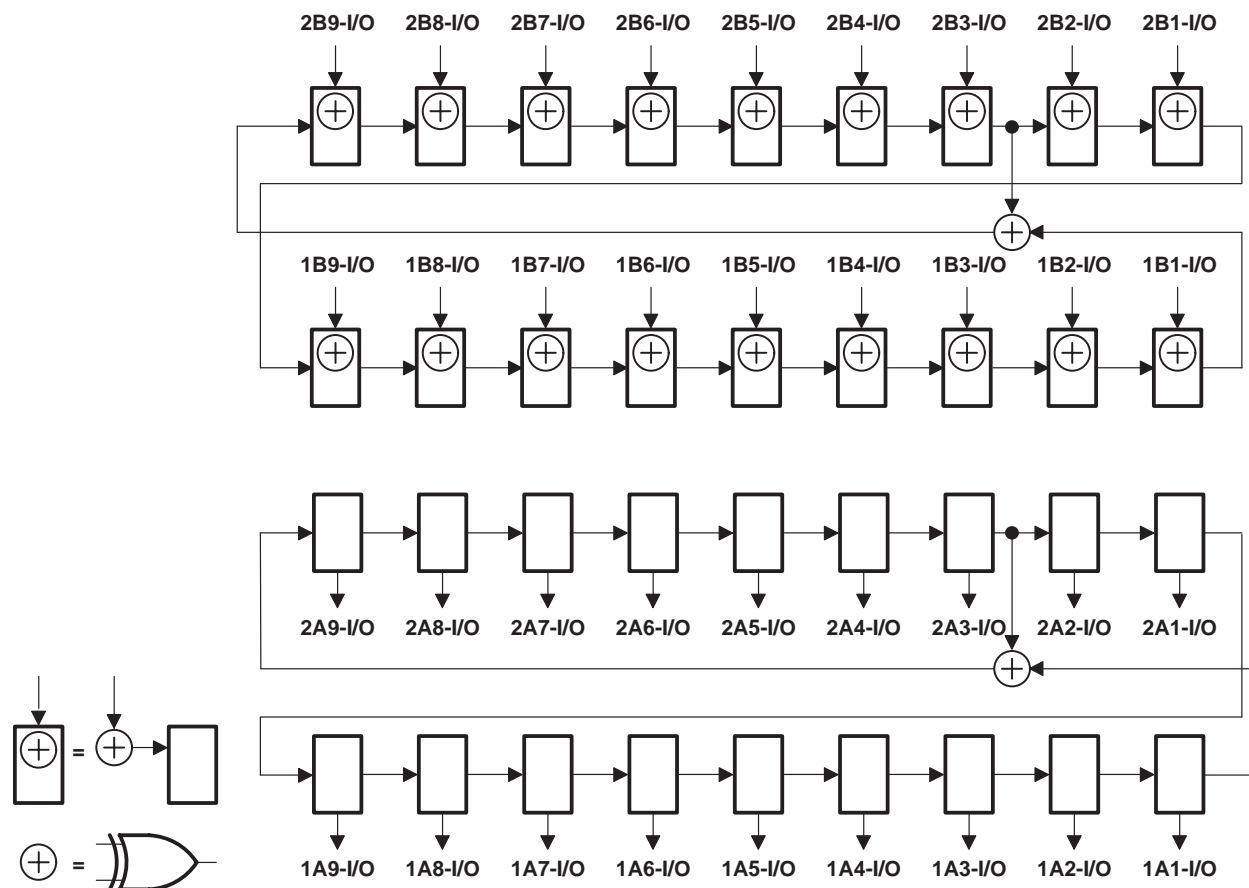 2B9-I/O 2B8-I/O 2B7-I/O 2B6-I/O 2B5-I/O 2B4-I/O 2B3-I/O 2B2-I/O 2B1-I/O
1B9-I/O 1B8-I/O 1B7-I/O 1B6-I/O 1B5-I/O 1B4-I/O 1B3-I/O 1B2-I/O 1B1-I/O
2A9-I/O 2A8-I/O 2A7-I/O 2A6-I/O 2A5-I/O 2A4-I/O 2A3-I/O 2A2-I/O 2A1-I/O
=
=
1A9-I/O 1A8-I/O 1A7-I/O 1A6-I/O 1A5-I/O 1A4-I/O 1A3-I/O 1A2-I/O 1A1-I/O